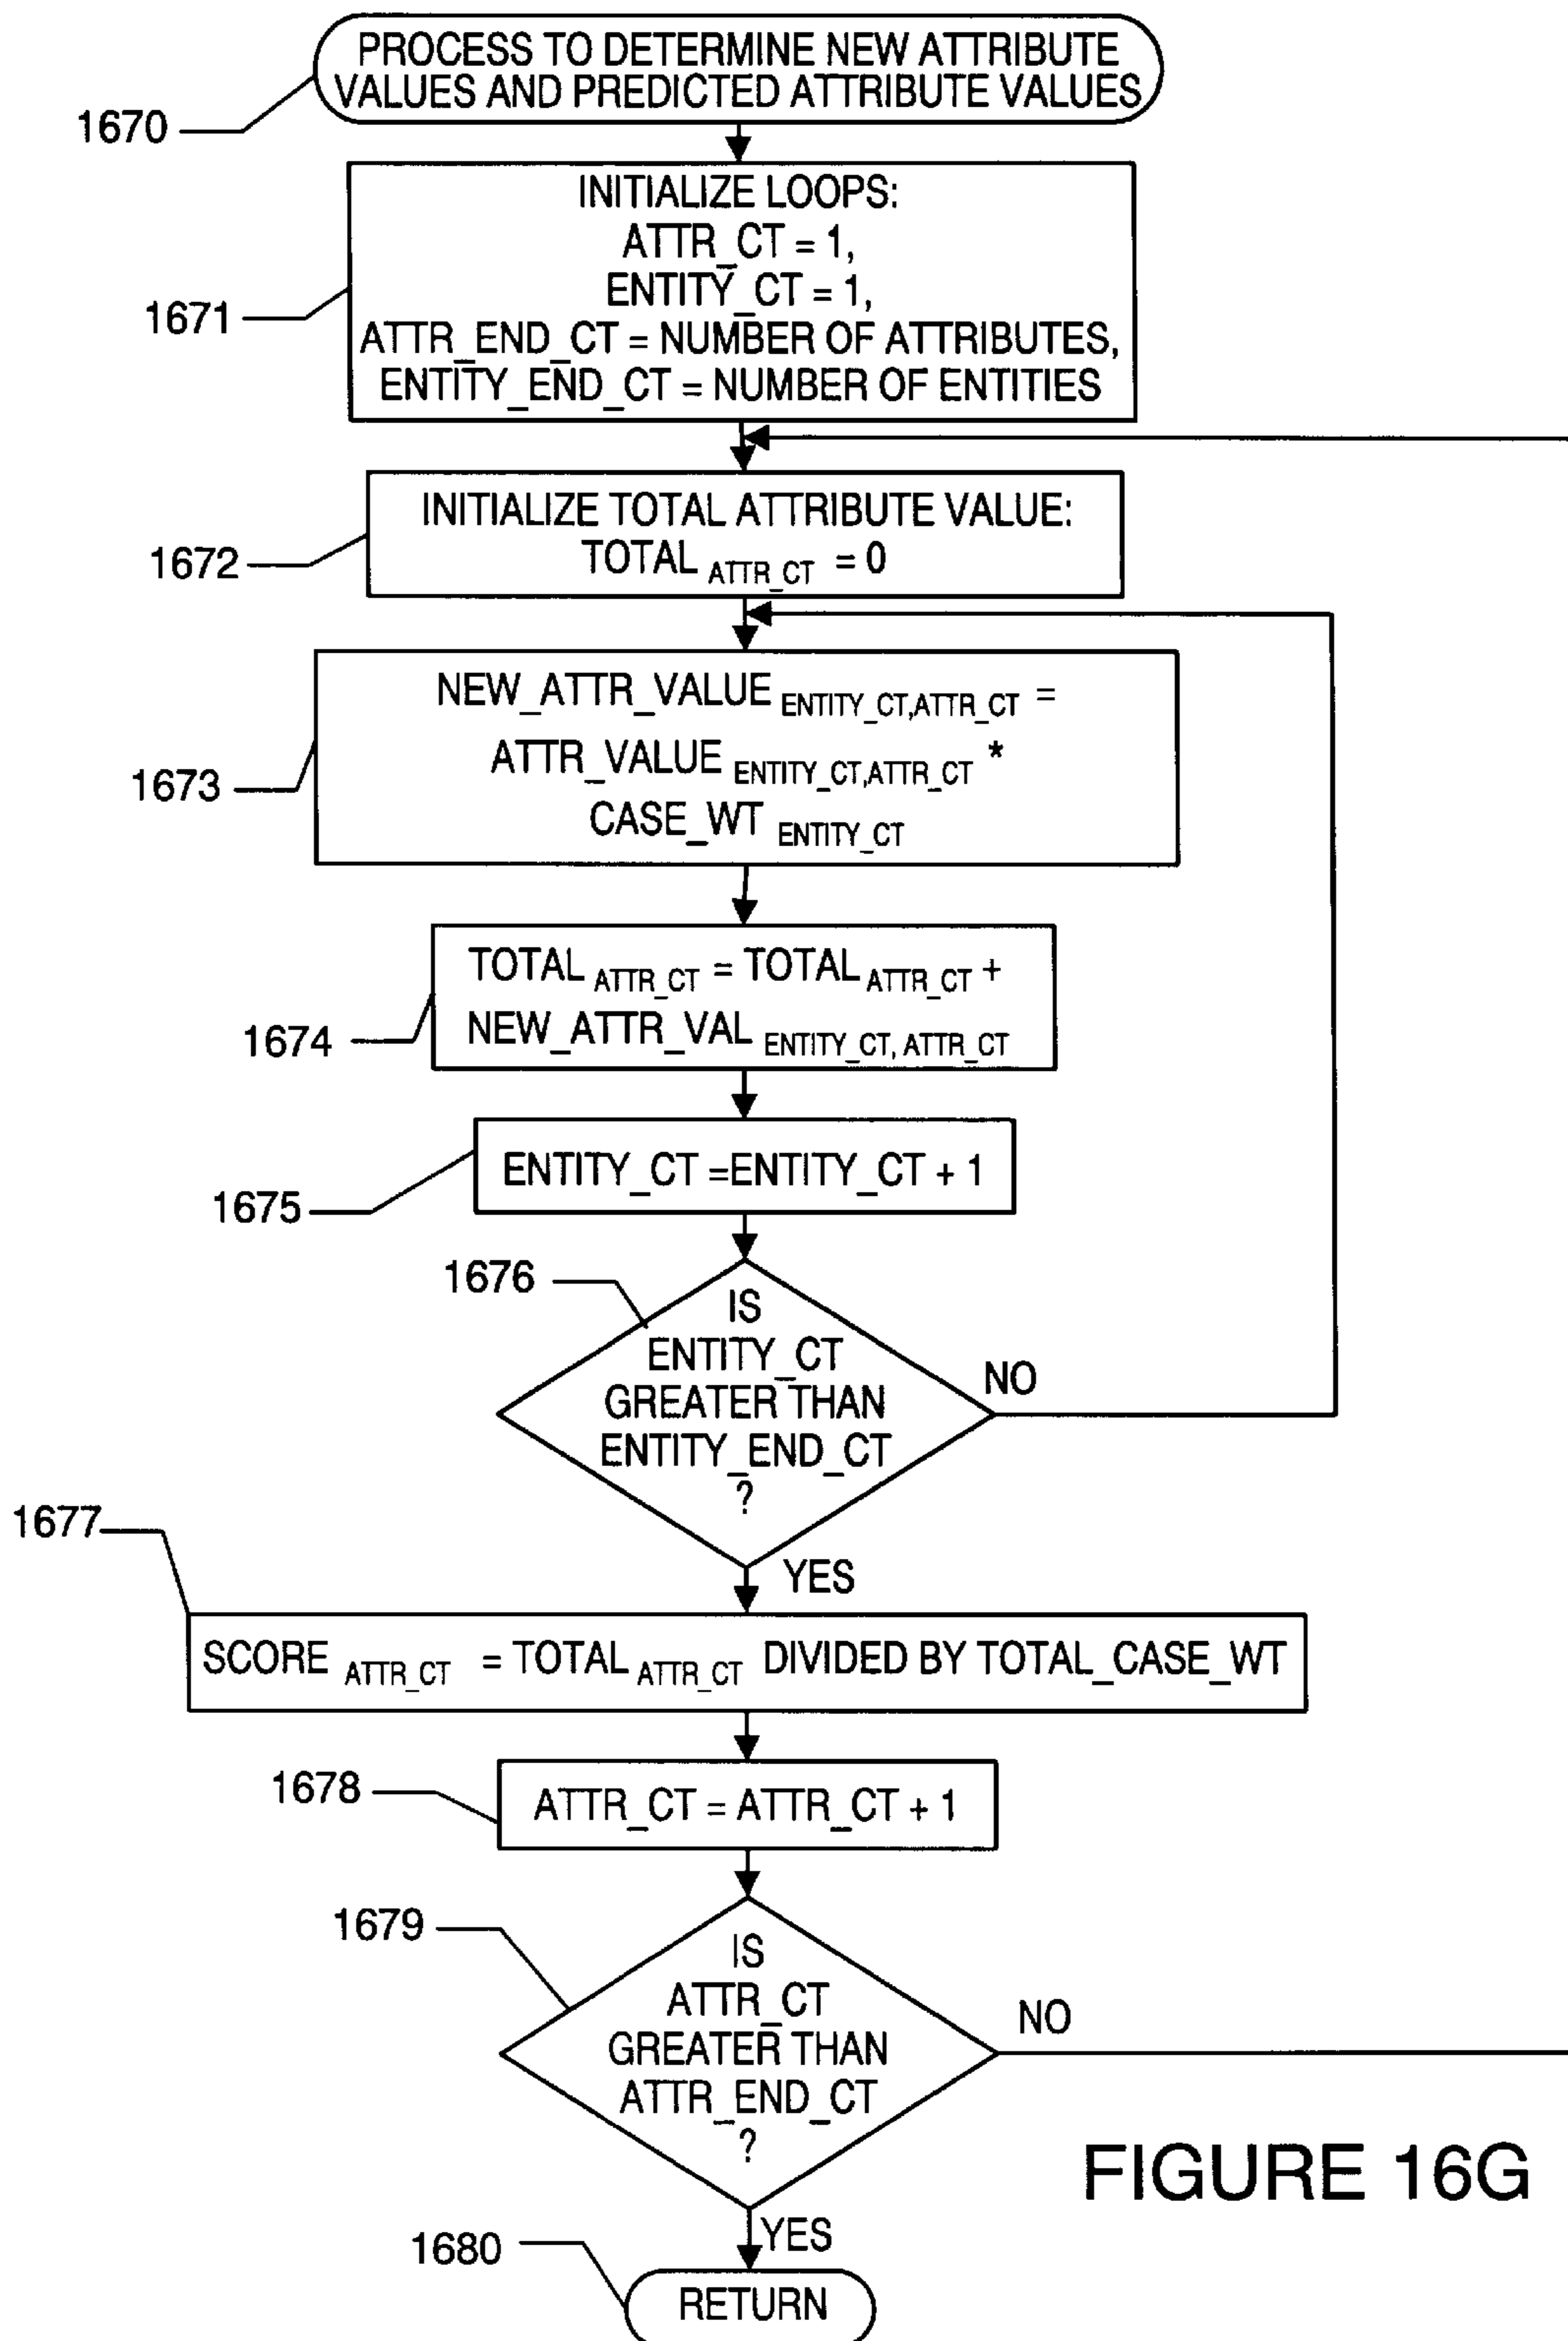 PROCESS TO DETERMINE NEW ATTRIBUTE
VALUES AND PREDICTED ATTRIBUTE VALUES
1670
INITIALIZE LOOPS:
ATTR_CT = 1,
ENTITY_CT = 1,
ATTR_END_CT = NUMBER OF ATTRIBUTES,
ENTITY_END_CT = NUMBER OF ENTITIES
1671
INITIALIZE TOTAL ATTRIBUTE VALUE:
TOTAL ATTR_CT = 0
1672
NEW_ATTR_VALUE ENTITY_CT,ATTR_CT =
ATTR_VALUE ENTITY_CT,ATTR_CT *
CASE_WT ENTITY_CT
1673
TOTAL ATTR_CT = TOTAL ATTR_CT +
NEW_ATTR_VAL ENTITY_CT, ATTR_CT
1674
ENTITY_CT =ENTITY_CT + 1
1675
1676
IS
ENTITY_CT
GREATER THAN
ENTITY_END_CT
?
NO
YES
1677
SCORE ATTR_CT = TOTAL ATTR_CT DIVIDED BY TOTAL_CASE_WT
1678
ATTR_CT = ATTR_CT + 1
1679
IS
ATTR_CT
GREATER THAN
ATTR_END_CT
?
NO
YES
FIGURE 16G
1680
RETURN